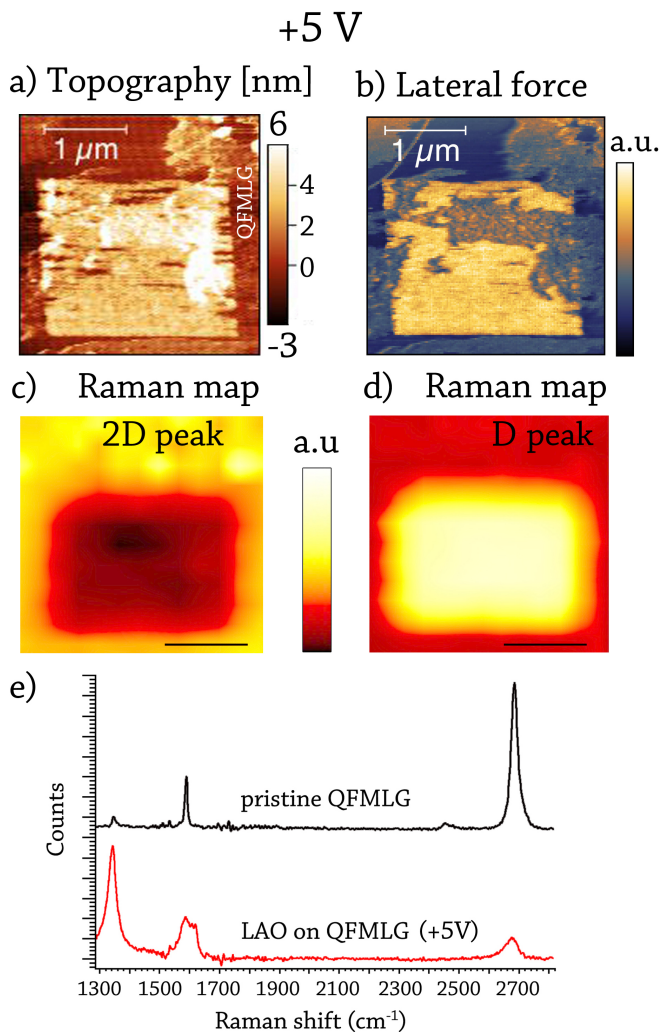 +5 V
a) Topography [nm]
b) Lateral force
1 µm
6
4
2
0
-3
QFMLG
1 µm
a.u.
c) Raman map
2D peak
a.u
d) Raman map
D peak
e)
Counts
pristine QFMLG
LAO on QFMLG (+5V)
1300 1500 1700 1900 2100 2300 2500 2700
Raman shift (cm⁻¹)